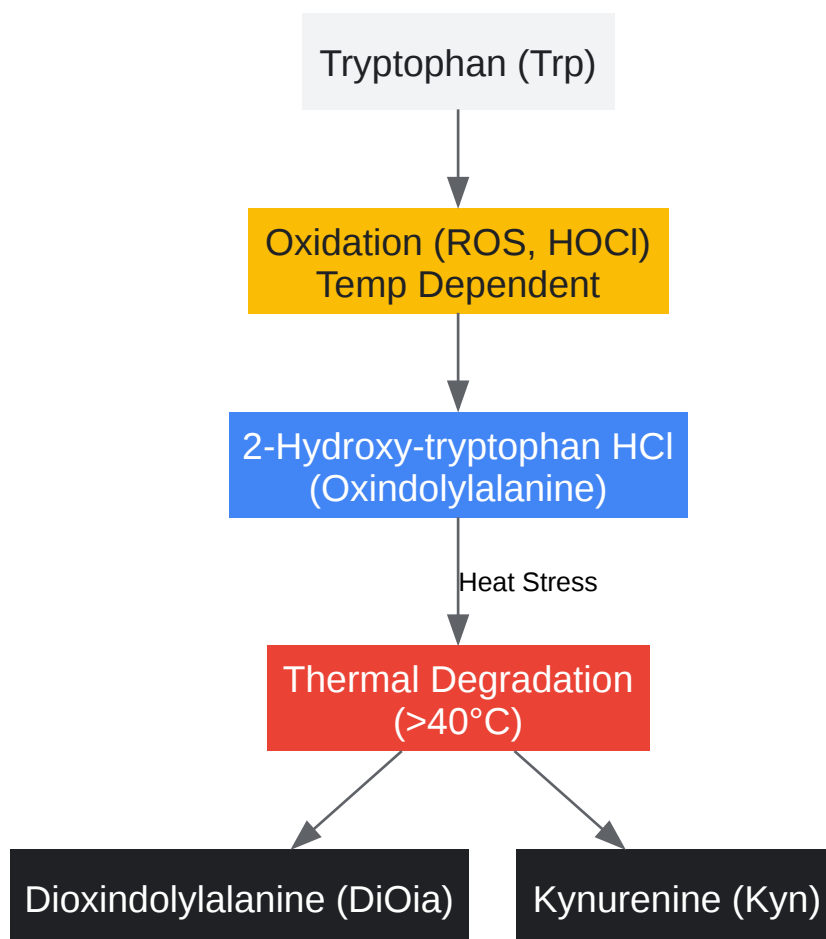 Tryptophan (Trp)
Oxidation (ROS, HOCl)
Temp Dependent
2-Hydroxy-tryptophan HCl
(Oxindolylalanine)
Heat Stress
Thermal Degradation
(>40°C)
Dioxindolylalanine (DiOia)
Kynurenine (Kyn)